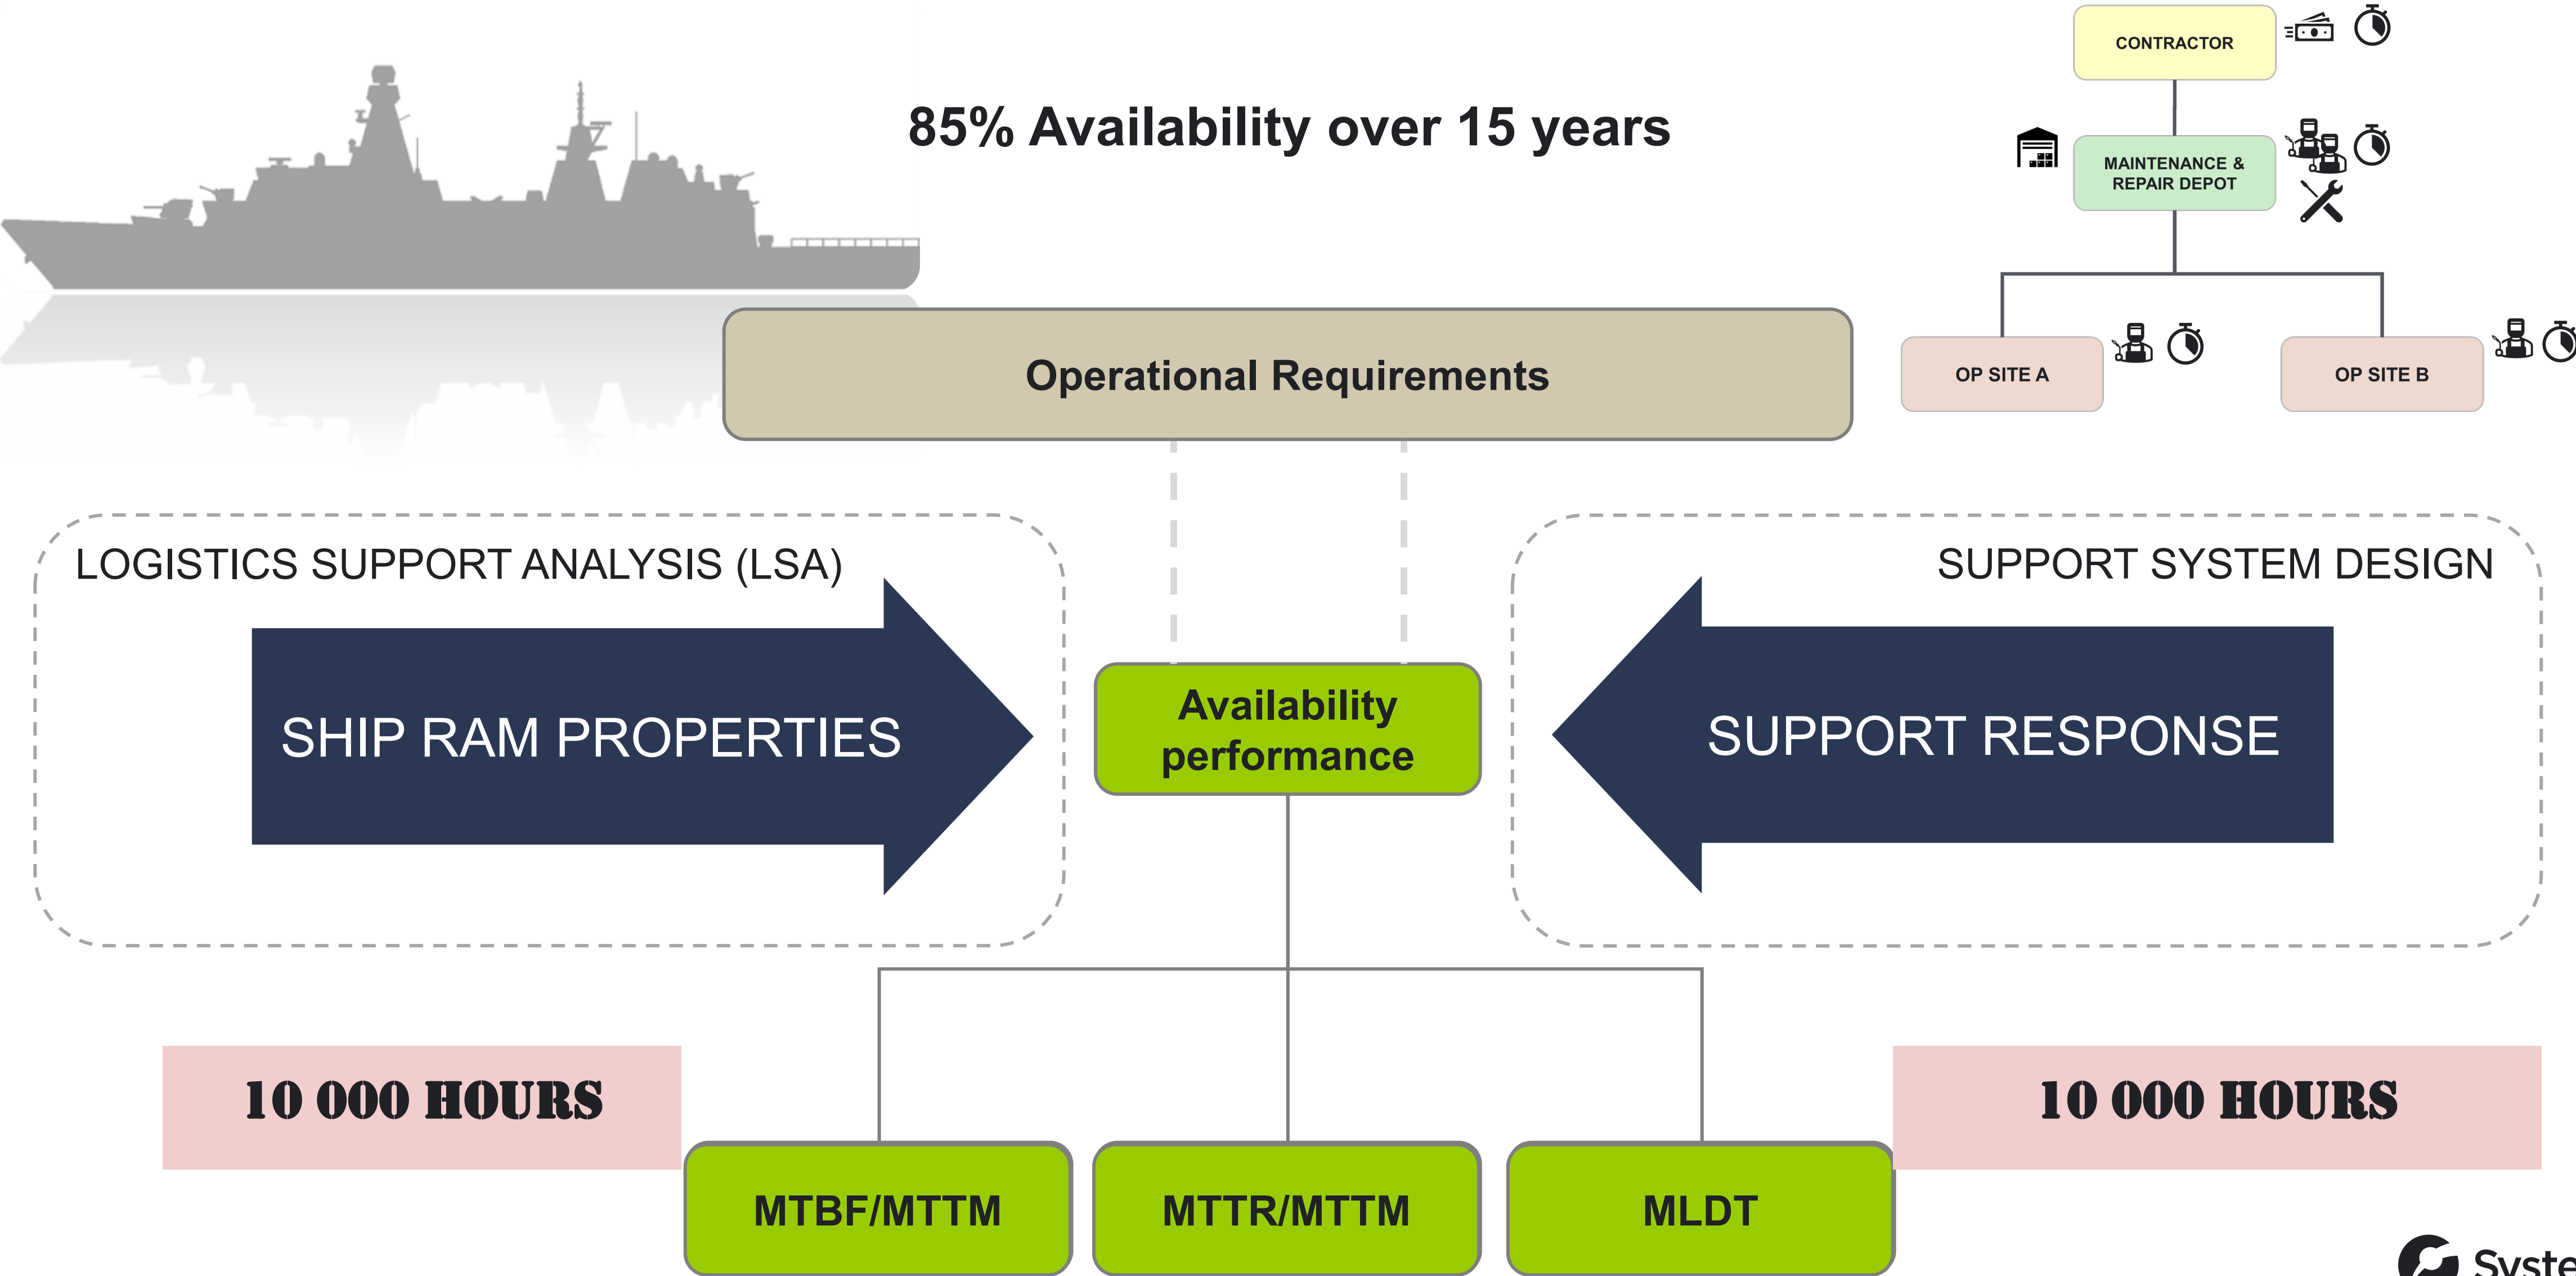 CONTRACTOR
85% Availability over 15 years
MAINTENANCE &
REPAIR DEPOT
Operational Requirements
OP SITE A
OP SITE B
LOGISTICS SUPPORT ANALYSIS (LSA)
SUPPORT SYSTEM DESIGN
SHIP RAM PROPERTIES
Availability
performance
SUPPORT RESPONSE
10 000 HOURS
10 000 HOURS
MTBF/MTTM
MTTR/MTTM
MLDT